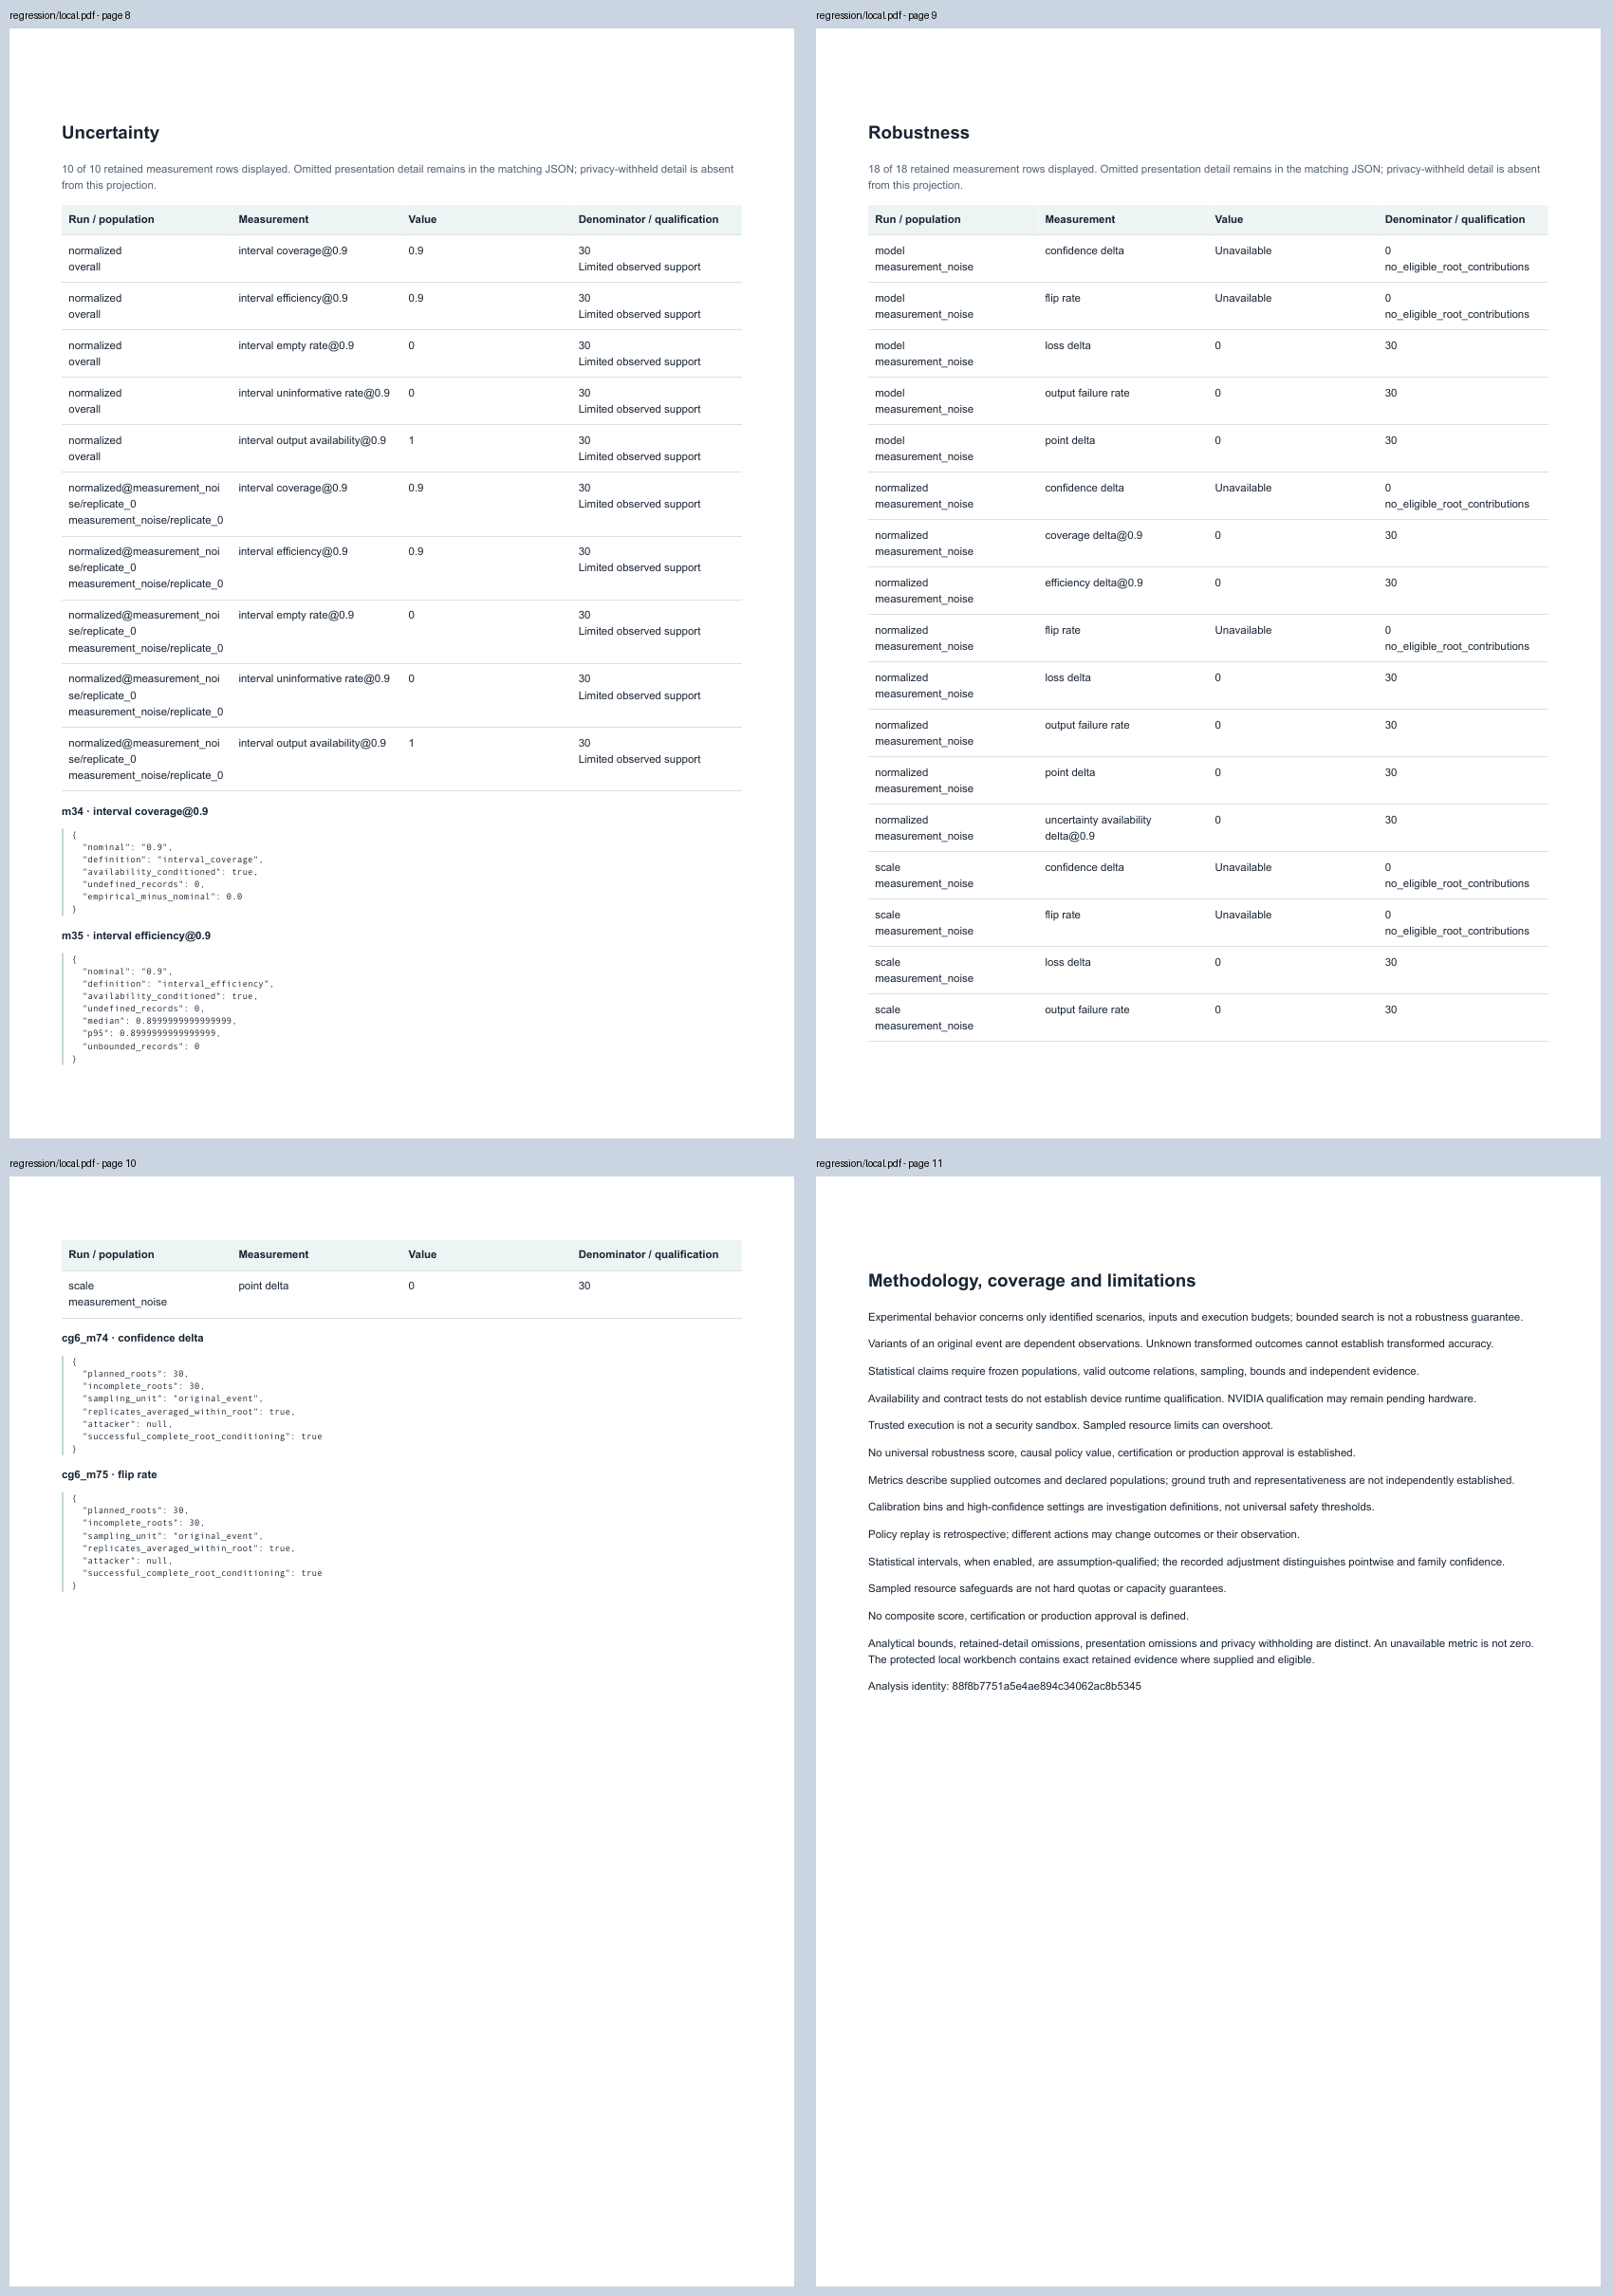 regression/local.pdf - page 8
Uncertainty
10 of 10 retained measurement rows displayed. Omitted presentation detail remains in the matching JSON; privacy-withheld detail is absent
from this projection.
Run / population Measurement Value Denominator / qualification
normalized interval coverage@0.9 0.9 30
overall Limited observed support
normalized interval efficiency@0.9 0.9 30
overall Limited observed support
normalized interval empty rate@0.9 0 30
overall Limited observed support
normalized interval uninformative rate@0.9 0 30
overall Limited observed support
normalized interval output availability@0.9 1 30
overall Limited observed support
normalized@measurement_noi interval coverage@0.9 0.9 30
se/replicate_0 Limited observed support
measurement_noise/replicate_0
normalized@measurement_noi interval efficiency@0.9 0.9 30
se/replicate_0 Limited observed support
measurement_noise/replicate_0
normalized@measurement_noi interval empty rate@0.9 0 30
se/replicate_0 Limited observed support
measurement_noise/replicate_0
normalized@measurement_noi interval uninformative rate@0.9 0 30
se/replicate_0 Limited observed support
measurement_noise/replicate_0
normalized@measurement_noi interval output availability@0.9 1 30
se/replicate_0 Limited observed support
measurement_noise/replicate_0
m34 · interval coverage@0.9
{
"nominal": "0.9",
"definition": "interval_coverage",
"availability_conditioned": true,
"undefined_records": 0,
"empirical_minus_nominal": 0.0
}
m35 · interval efficiency@0.9
{
"nominal": "0.9",
"definition": "interval_efficiency",
"availability_conditioned": true,
"undefined_records": 0,
"median": 0.8999999999999999,
"p95": 0.8999999999999999,
"unbounded_records": 0
}
regression/local.pdf - page 9
Robustness
18 of 18 retained measurement rows displayed. Omitted presentation detail remains in the matching JSON; privacy-withheld detail is absent
from this projection.
Run / population Measurement Value Denominator / qualification
model confidence delta Unavailable 0
measurement_noise no_eligible_root_contributions
model flip rate Unavailable 0
measurement_noise no_eligible_root_contributions
model loss delta 0 30
measurement_noise
model output failure rate 0 30
measurement_noise
model point delta 0 30
measurement_noise
normalized confidence delta Unavailable 0
measurement_noise no_eligible_root_contributions
normalized coverage delta@0.9 0 30
measurement_noise
normalized efficiency delta@0.9 0 30
measurement_noise
normalized flip rate Unavailable 0
measurement_noise no_eligible_root_contributions
normalized loss delta 0 30
measurement_noise
normalized output failure rate 0 30
measurement_noise
normalized point delta 0 30
measurement_noise
normalized uncertainty availability 0 30
measurement_noise delta@0.9
scale confidence delta Unavailable 0
measurement_noise no_eligible_root_contributions
scale flip rate Unavailable 0
measurement_noise no_eligible_root_contributions
scale loss delta 0 30
measurement_noise
scale output failure rate 0 30
measurement_noise
regression/local.pdf - page 10
Run / population Measurement Value Denominator / qualification
scale point delta 0 30
measurement_noise
cg6_m74 · confidence delta
{
"planned_roots": 30,
"incomplete_roots": 30,
"sampling_unit": "original_event",
"replicates_averaged_within_root": true,
"attacker": null,
"successful_complete_root_conditioning": true
}
cg6_m75 · flip rate
{
"planned_roots": 30,
"incomplete_roots": 30,
"sampling_unit": "original_event",
"replicates_averaged_within_root": true,
"attacker": null,
"successful_complete_root_conditioning": true
}
regression/local.pdf - page 11
Methodology, coverage and limitations
Experimental behavior concerns only identified scenarios, inputs and execution budgets; bounded search is not a robustness guarantee.
Variants of an original event are dependent observations. Unknown transformed outcomes cannot establish transformed accuracy.
Statistical claims require frozen populations, valid outcome relations, sampling, bounds and independent evidence.
Availability and contract tests do not establish device runtime qualification. NVIDIA qualification may remain pending hardware.
Trusted execution is not a security sandbox. Sampled resource limits can overshoot.
No universal robustness score, causal policy value, certification or production approval is established.
Metrics describe supplied outcomes and declared populations; ground truth and representativeness are not independently established.
Calibration bins and high-confidence settings are investigation definitions, not universal safety thresholds.
Policy replay is retrospective; different actions may change outcomes or their observation.
Statistical intervals, when enabled, are assumption-qualified; the recorded adjustment distinguishes pointwise and family confidence.
Sampled resource safeguards are not hard quotas or capacity guarantees.
No composite score, certification or production approval is defined.
Analytical bounds, retained-detail omissions, presentation omissions and privacy withholding are distinct. An unavailable metric is not zero.
The protected local workbench contains exact retained evidence where supplied and eligible.
Analysis identity: 88f8b7751a5e4ae894c34062ac8b5345